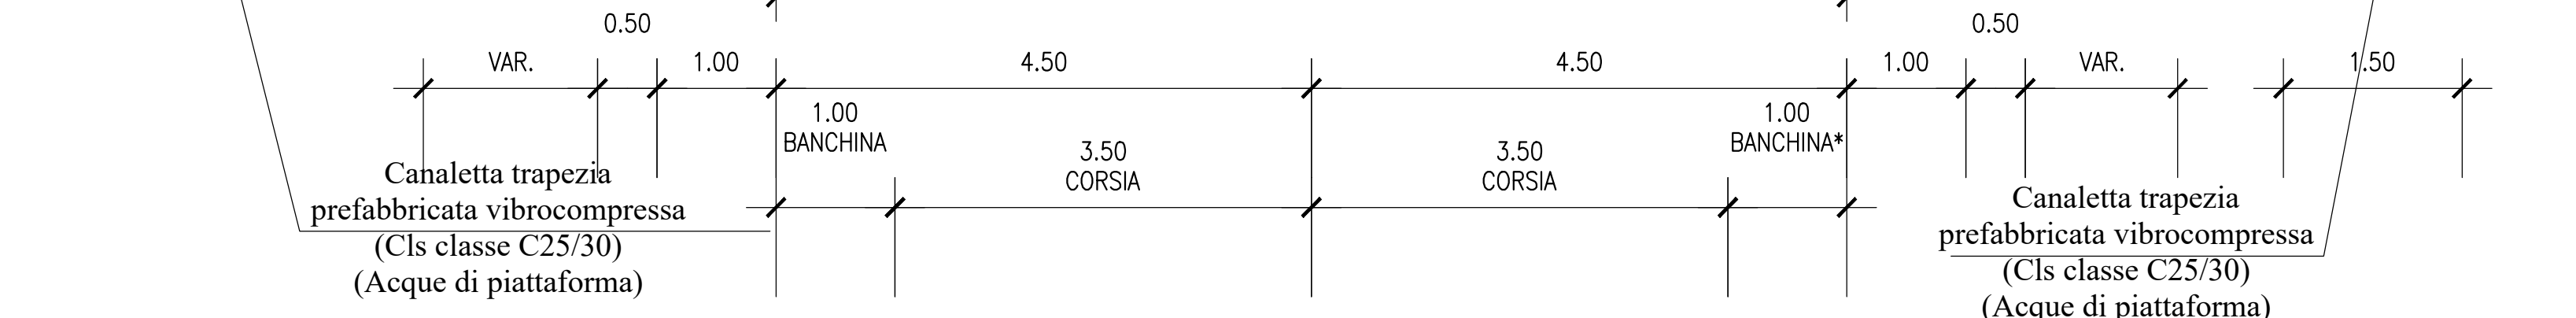 0.50
0.50
VAR.
1.00
4.50
4.50
1.00
VAR.
1.50
1.00
BANCHINA
1.00
BANCHINA*
3.50
CORSIA
3.50
CORSIA
Canaletta trapezia
prefabbricata vibrocompressa
(Cls classe C25/30)
(Acque di piattaforma)
Canaletta trapezia
prefabbricata vibrocompressa
(Cls classe C25/30)
(Acque di piattaforma)